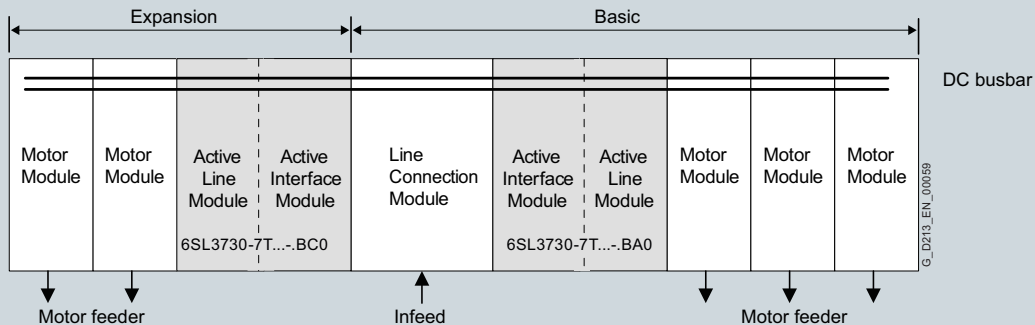 Expansion
Basic
DC busbar
Motor
Module
Motor
Module
Active
Line
Module
Active
Interface
Module
6SL3730-7T...-.BC0
Line
Connection
Module
Active
Interface
Module
Active
Line
Module
6SL3730-7T...-.BA0
Motor
Module
Motor
Module
Motor
Module
G_D213_EN_00059
Motor feeder
Infeed
Motor feeder